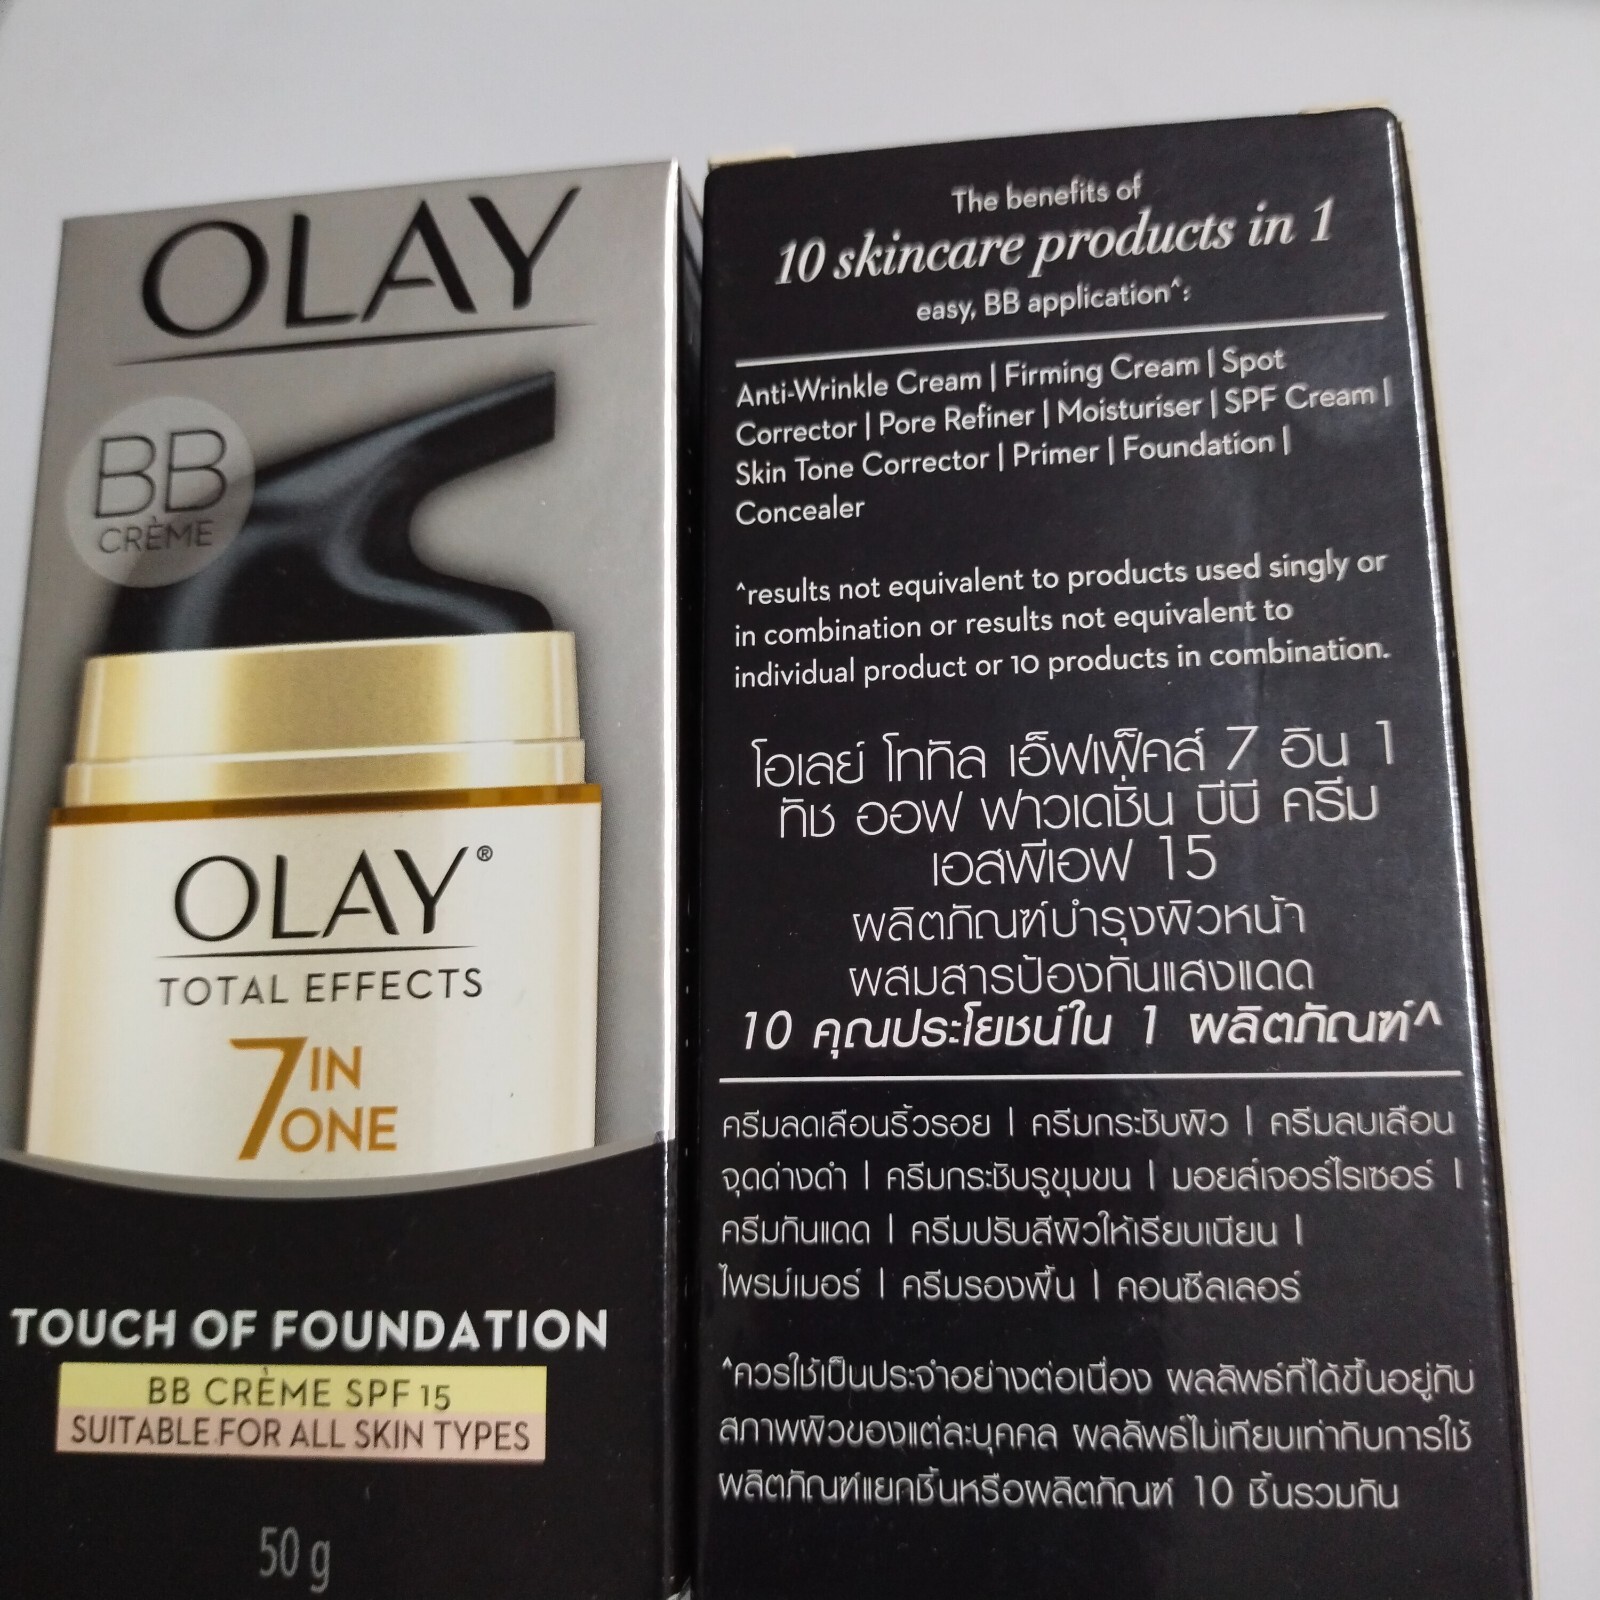 OLAY
BB
CRÈME
OLAY®
TOTAL EFFECTS
7 IN
ONE
TOUCH OF FOUNDATION
BB CRÈME SPF 15
SUITABLE FOR ALL SKIN TYPES
50 g
The benefits of
10 skincare products in 1
easy, BB application^:
Anti-Wrinkle Cream | Firming Cream | Spot
Corrector | Pore Refiner | Moisturiser | SPF Cream |
Skin Tone Corrector | Primer | Foundation |
Concealer
^results not equivalent to products used singly or
in combination or results not equivalent to
individual product or 10 products in combination.
โอเลย์ โททัล เอ็ฟเฟ็คส์ 7 อิน 1
ทัช ออฟ ฟาวเดชั่น บีบี ครีม
เอสพีเอฟ 15
ผลิตภัณฑ์บำรุงผิวหน้า
ผสมสารป้องกันแสงแดด
10 คุณประโยชน์ใน 1 ผลิตภัณฑ์^
ครีมลดเลือนริ้วรอย | ครีมกระชับผิว | ครีมลบเลือน
จุดด่างดำ | ครีมกระชับรูขุมขน | มอยส์เจอร์ไรเซอร์ |
ครีมกันแดด | ครีมปรับสีผิวให้เรียบเนียน |
ไพรม์เมอร์ | ครีมรองพื้น | คอนซีลเลอร์
^ควรใช้เป็นประจำอย่างต่อเนื่อง ผลลัพธ์ที่ได้ขึ้นอยู่กับ
สภาพผิวของแต่ละบุคคล ผลลัพธ์ไม่เทียบเท่ากับการใช้
ผลิตภัณฑ์แยกชิ้นหรือผลิตภัณฑ์ 10 ชิ้นรวมกัน